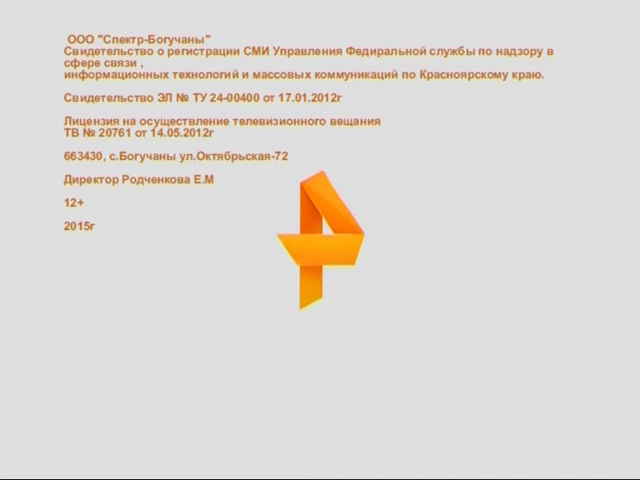 ООО "Спектр-Богучаны"
Свидетельство о регистрации СМИ Управления Федиральной службы по надзору в
сфере связи ,
информационных технологий и массовых коммуникаций по Красноярскому краю.
Свидетельство ЭЛ № ТУ 24-00400 от 17.01.2012г
Лицензия на осуществление телевизионного вещания
ТВ № 20761 от 14.05.2012г
663430, с.Богучаны ул.Октябрьская-72
Директор Родченкова Е.М
12+
2015г